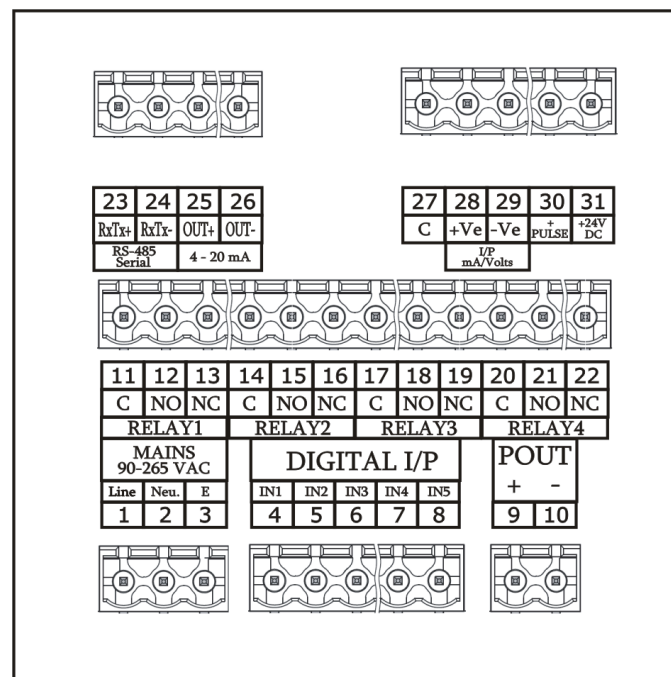 23 24 25 26
RxTx+ RxTx- OUT+ OUT-
RS-485 Serial 4 - 20 mA
27 28 29 30 31
C +Ve -Ve + PULSE +24V DC
I/P mA/Volts
11 12 13 14 15 16 17 18 19 20 21 22
C NO NC C NO NC C NO NC C NO NC
RELAY1 RELAY2 RELAY3 RELAY4
MAINS
90-265 VAC
Line Neu. E
1 2 3
DIGITAL I/P
IN1 IN2 IN3 IN4 IN5
4 5 6 7 8
POUT
+ -
9 10